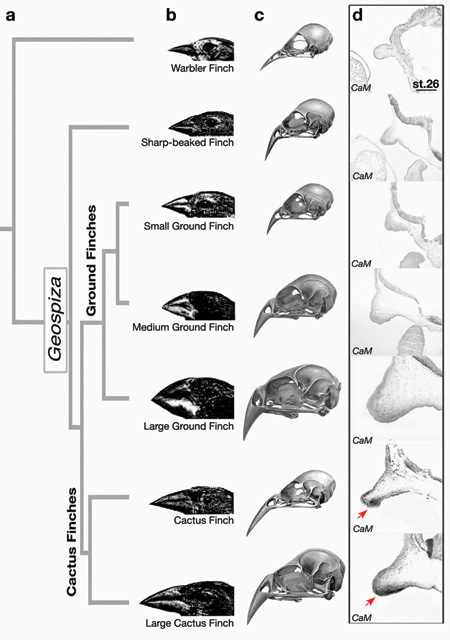 a
b
c
d
Warbler Finch
CaM
st.26
Sharp-beaked Finch
CaM
Small Ground Finch
CaM
Ground Finches
Geospiza
Medium Ground Finch
CaM
Large Ground Finch
CaM
Cactus Finches
Cactus Finch
CaM
Large Cactus Finch
CaM